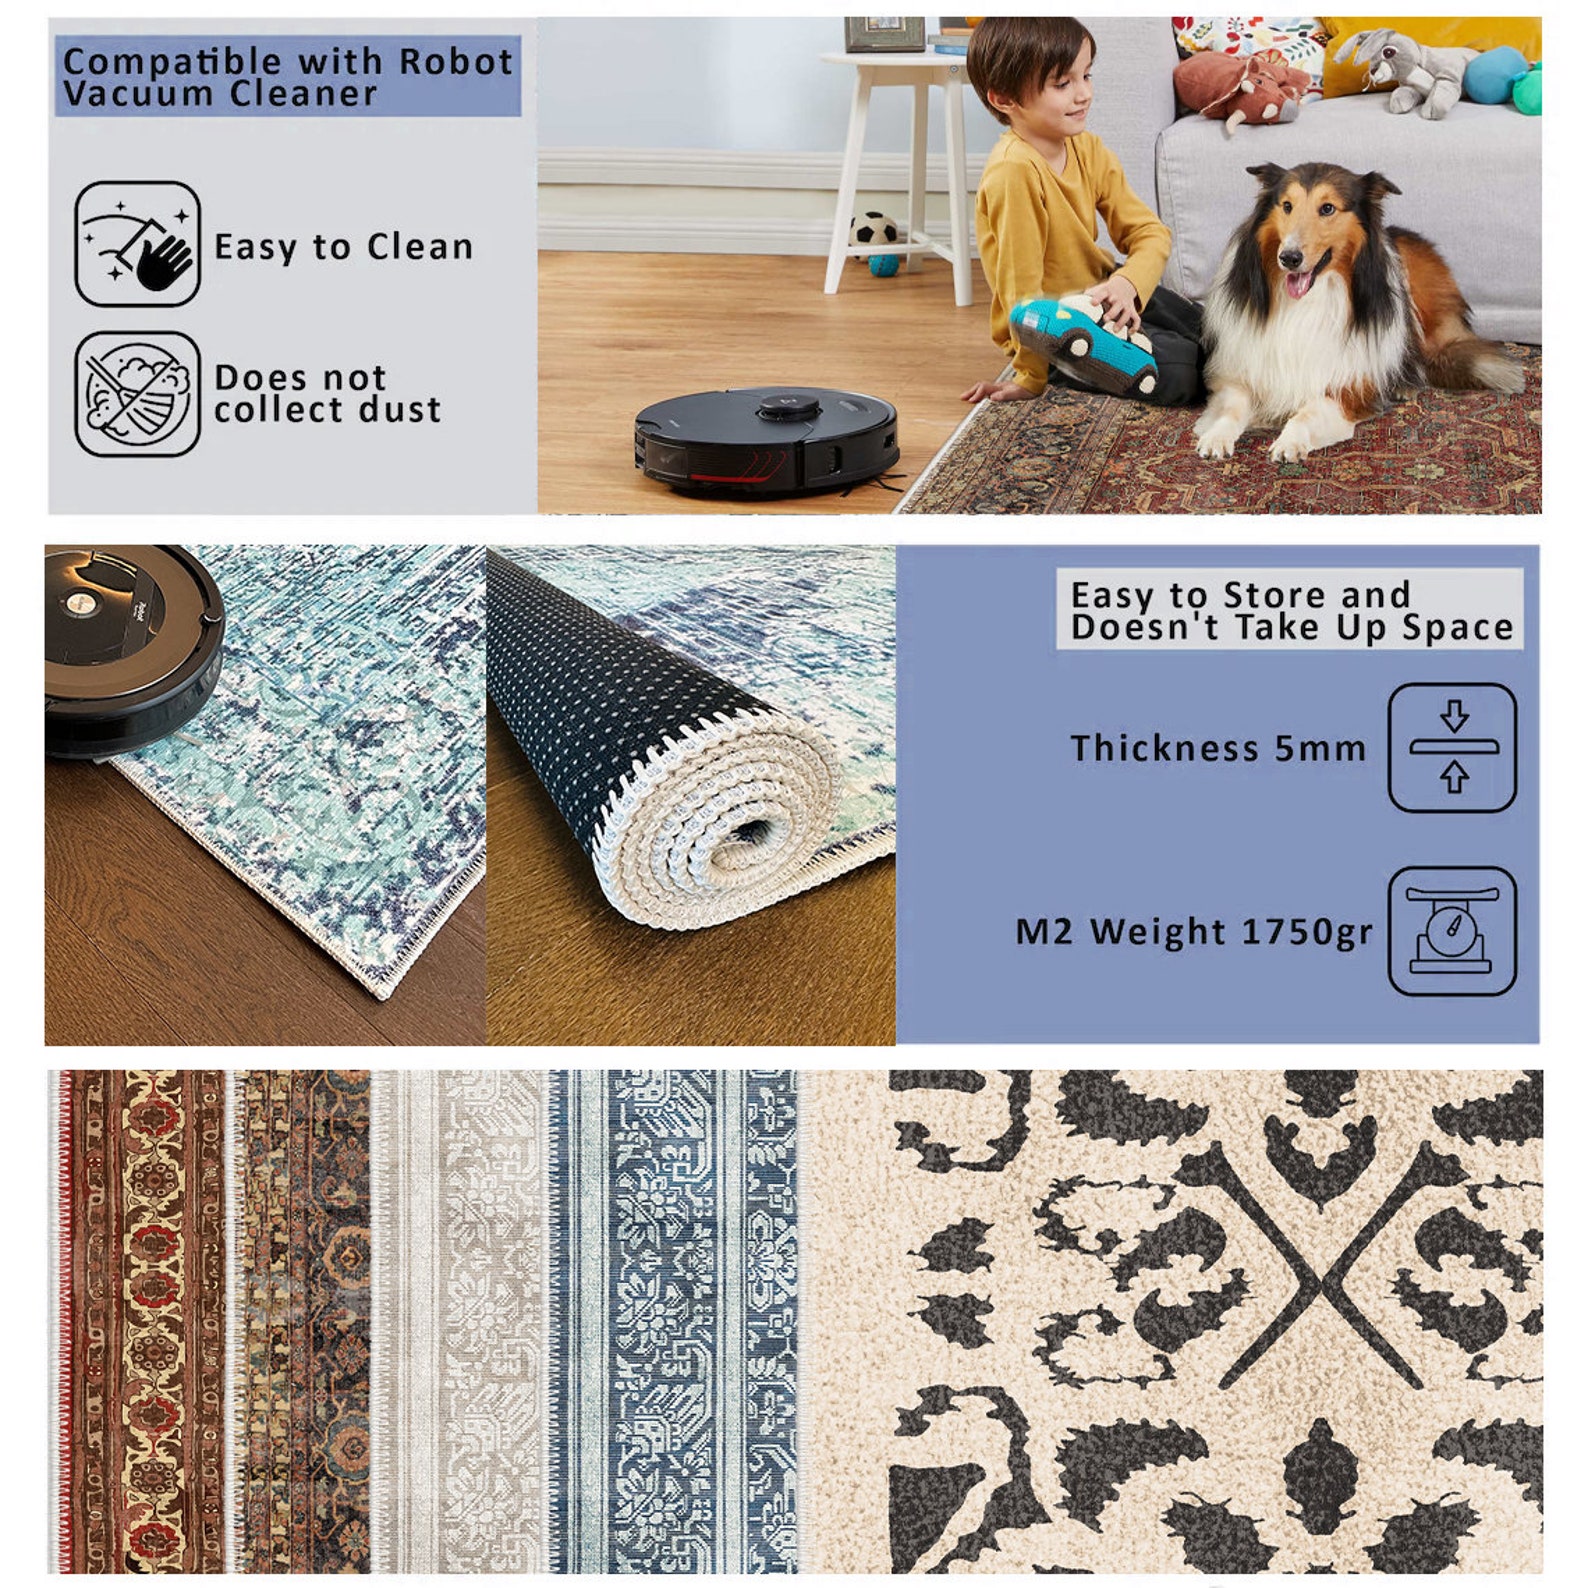 Compatible with Robot
Vacuum Cleaner
Easy to Clean
Does not
collect dust
Easy to Store and
Doesn't Take Up Space
Thickness 5mm
M2 Weight 1750gr